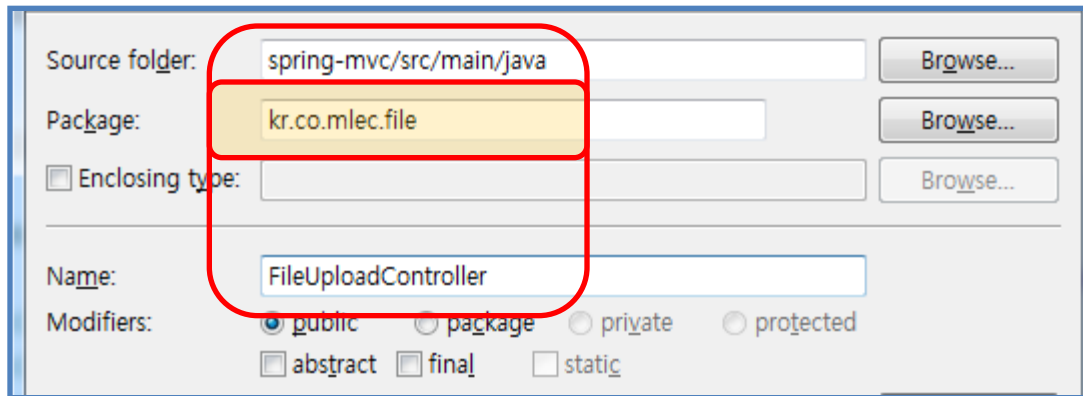 Source folder: spring-mvc/src/main/java Browse...
Package: kr.co.mlec.file Browse...
Enclosing type: Browse...
Name: FileUploadController
Modifiers: public package private protected
abstract final static